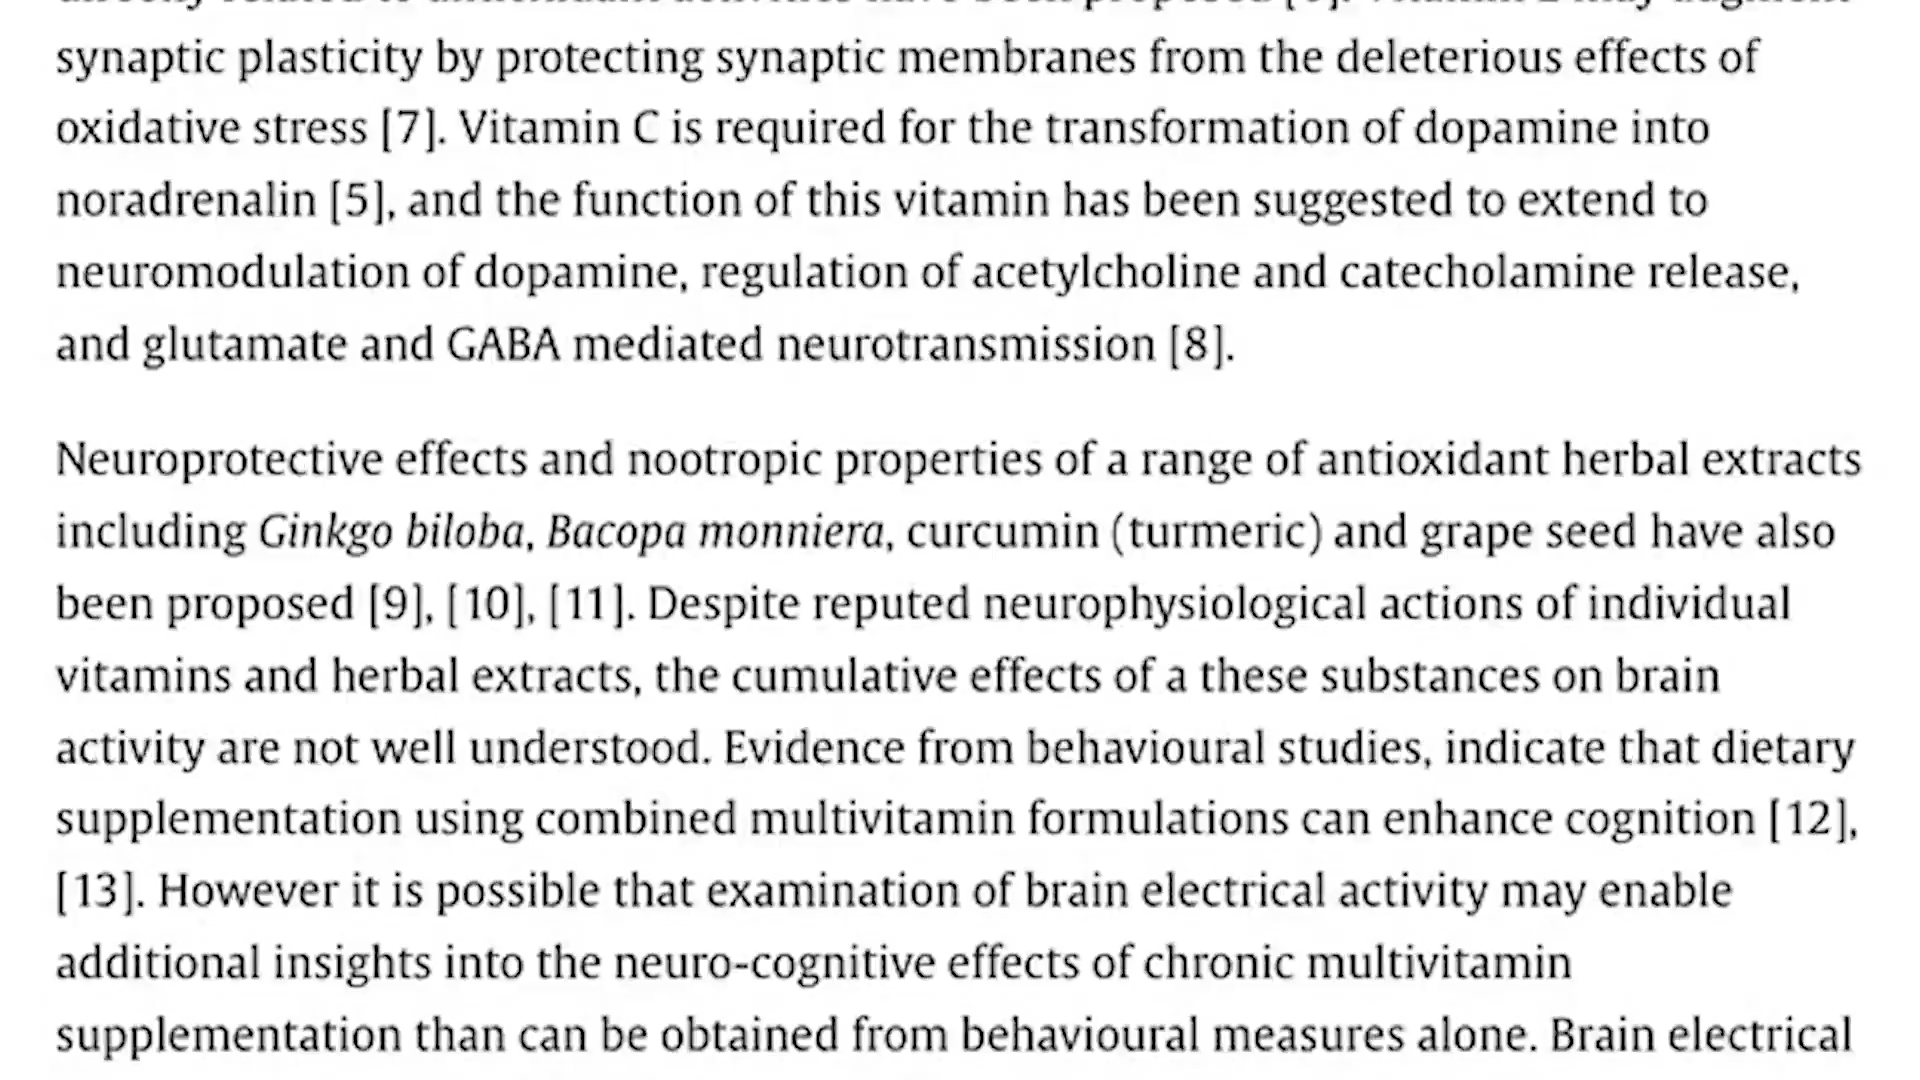 synaptic plasticity by protecting synaptic membranes from the deleterious effects of
oxidative stress [7]. Vitamin C is required for the transformation of dopamine into
noradrenalin [5], and the function of this vitamin has been suggested to extend to
neuromodulation of dopamine, regulation of acetylcholine and catecholamine release,
and glutamate and GABA mediated neurotransmission [8].
Neuroprotective effects and nootropic properties of a range of antioxidant herbal extracts
including Ginkgo biloba, Bacopa monniera, curcumin (turmeric) and grape seed have also
been proposed [9], [10], [11]. Despite reputed neurophysiological actions of individual
vitamins and herbal extracts, the cumulative effects of a these substances on brain
activity are not well understood. Evidence from behavioural studies, indicate that dietary
supplementation using combined multivitamin formulations can enhance cognition [12],
[13]. However it is possible that examination of brain electrical activity may enable
additional insights into the neuro-cognitive effects of chronic multivitamin
supplementation than can be obtained from behavioural measures alone. Brain electrical